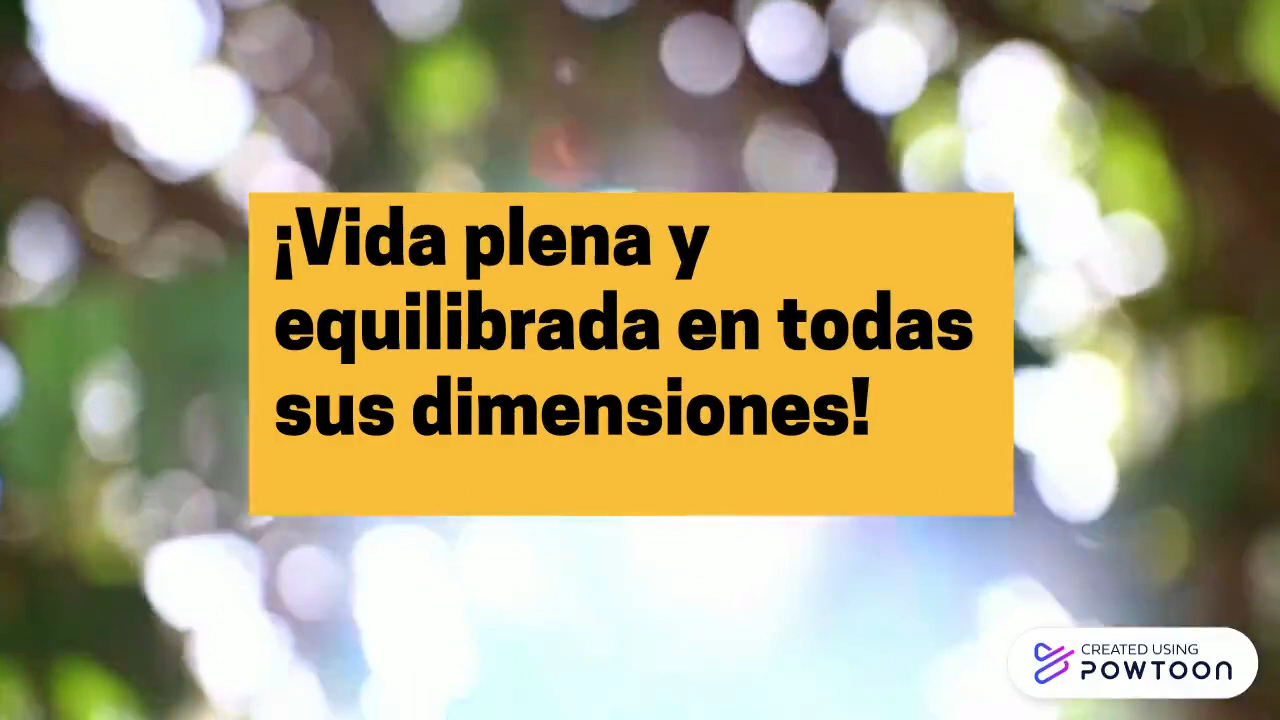 ¡Vida plena y
equilibrada en todas
sus dimensiones!
CREATED USING
POWTOON